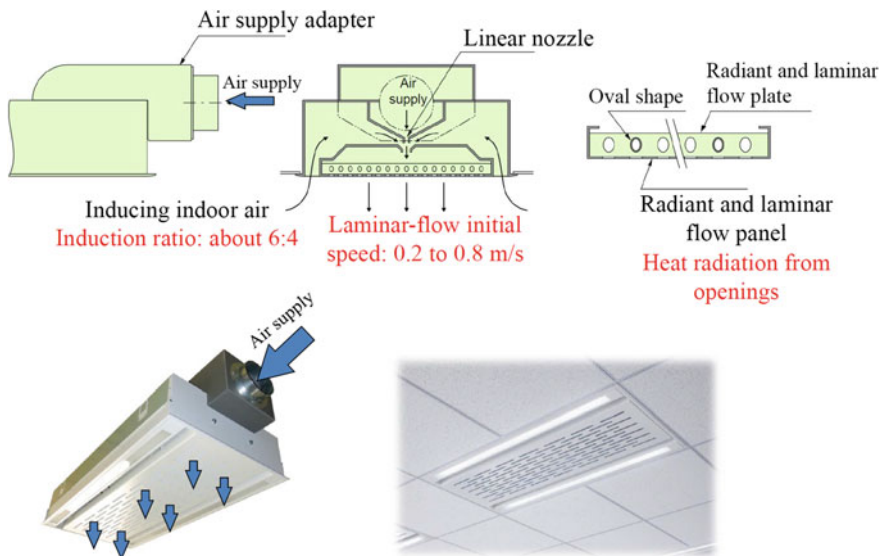 Air supply adapter
Air supply
Linear nozzle
Air
supply
Inducing indoor air
Induction ratio: about 6:4
Laminar-flow initial
speed: 0.2 to 0.8 m/s
Radiant and laminar
flow plate
Oval shape
Radiant and laminar
flow panel
Heat radiation from
openings
Air supply